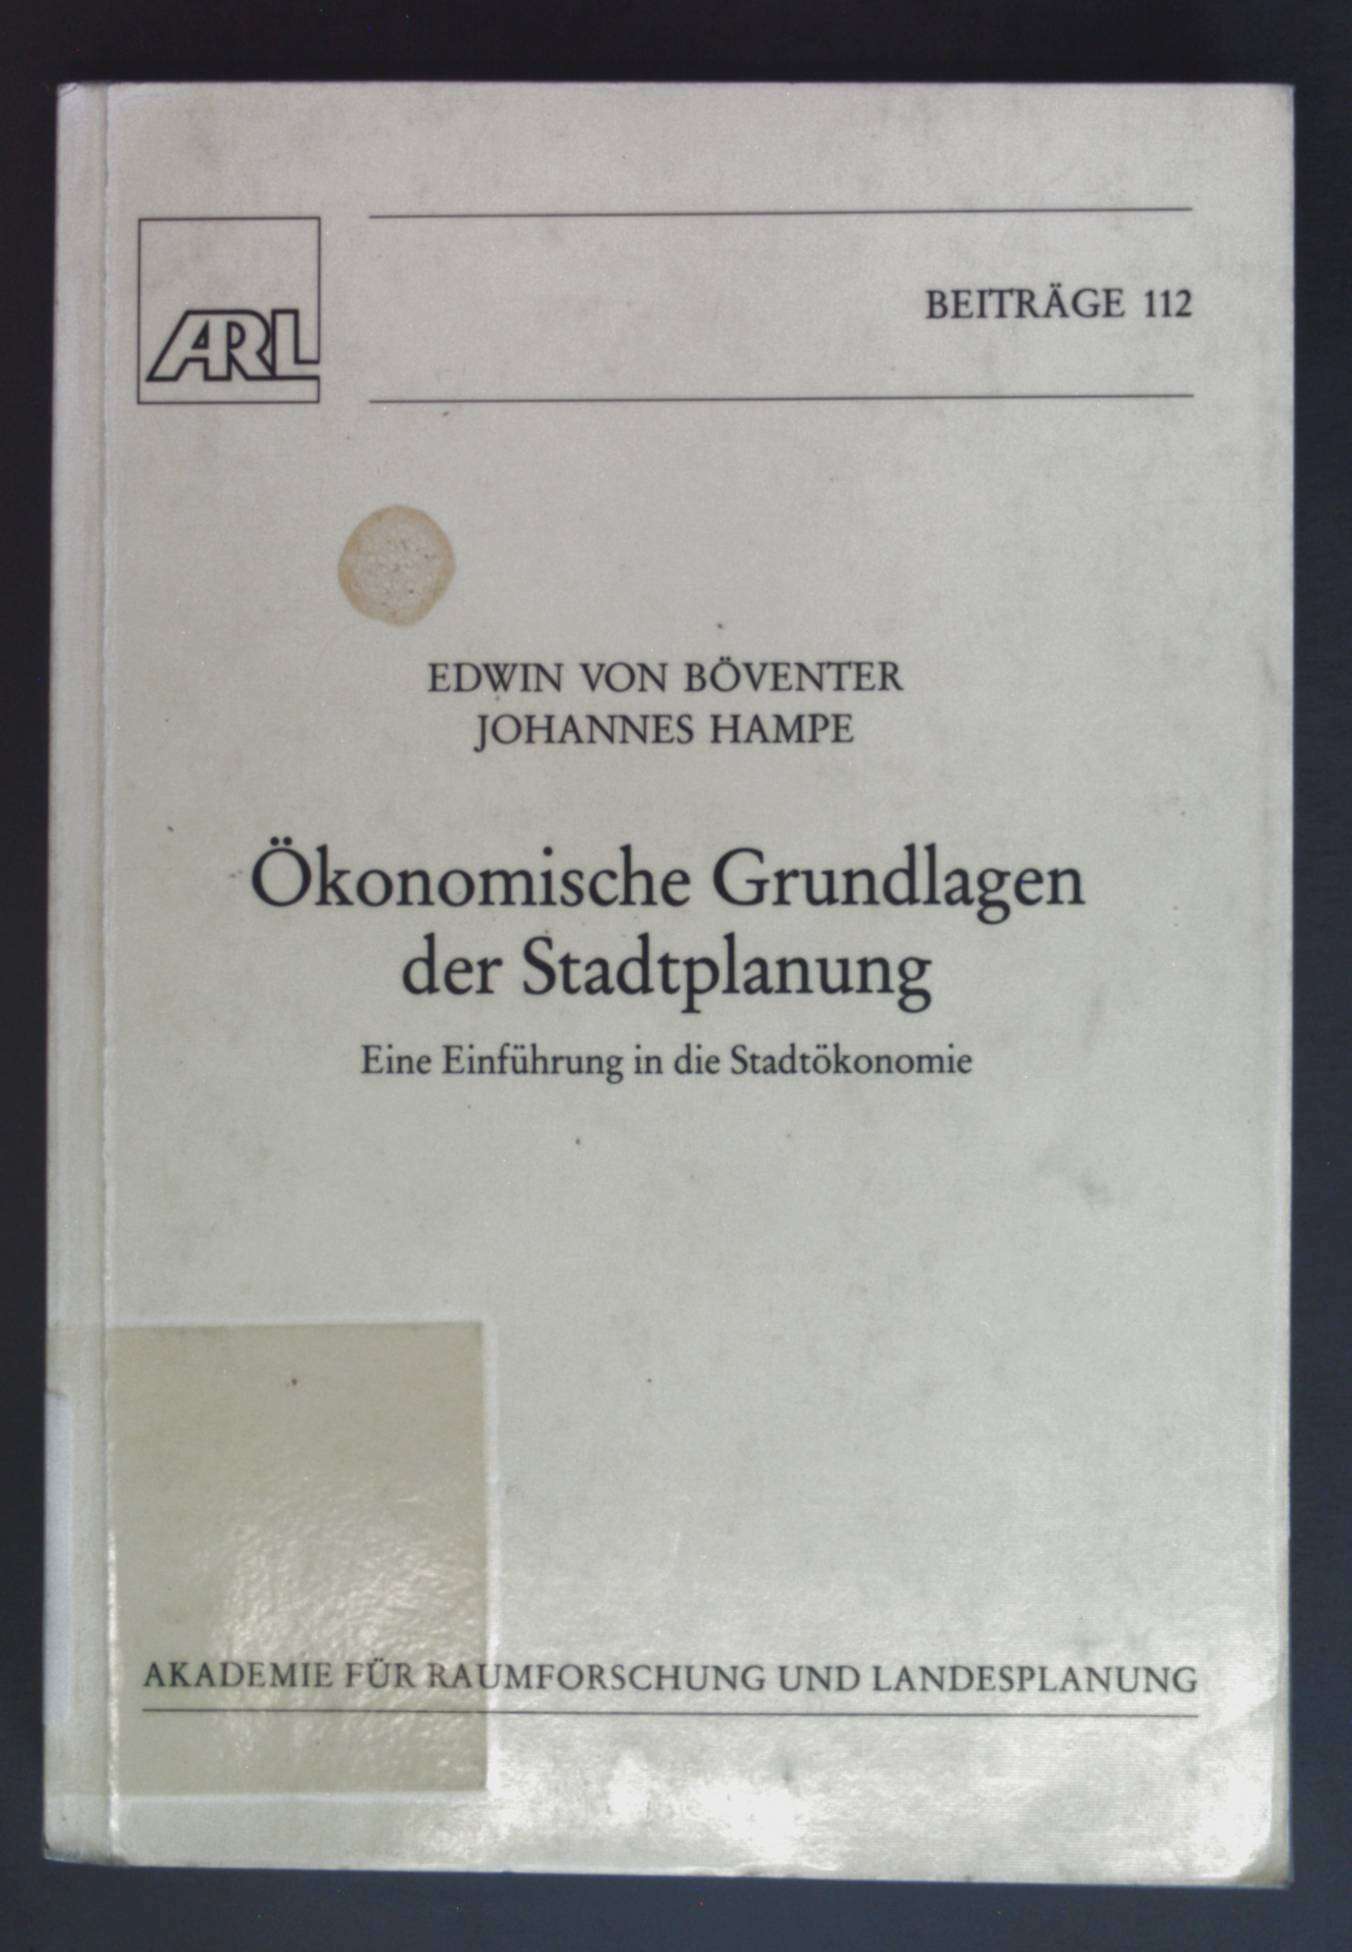 ARL
BEITRÄGE 112
EDWIN VON BÖVENTER
JOHANNES HAMPE
Ökonomische Grundlagen
der Stadtplanung
Eine Einführung in die Stadtökonomie
AKADEMIE FÜR RAUMFORSCHUNG UND LANDESPLANUNG